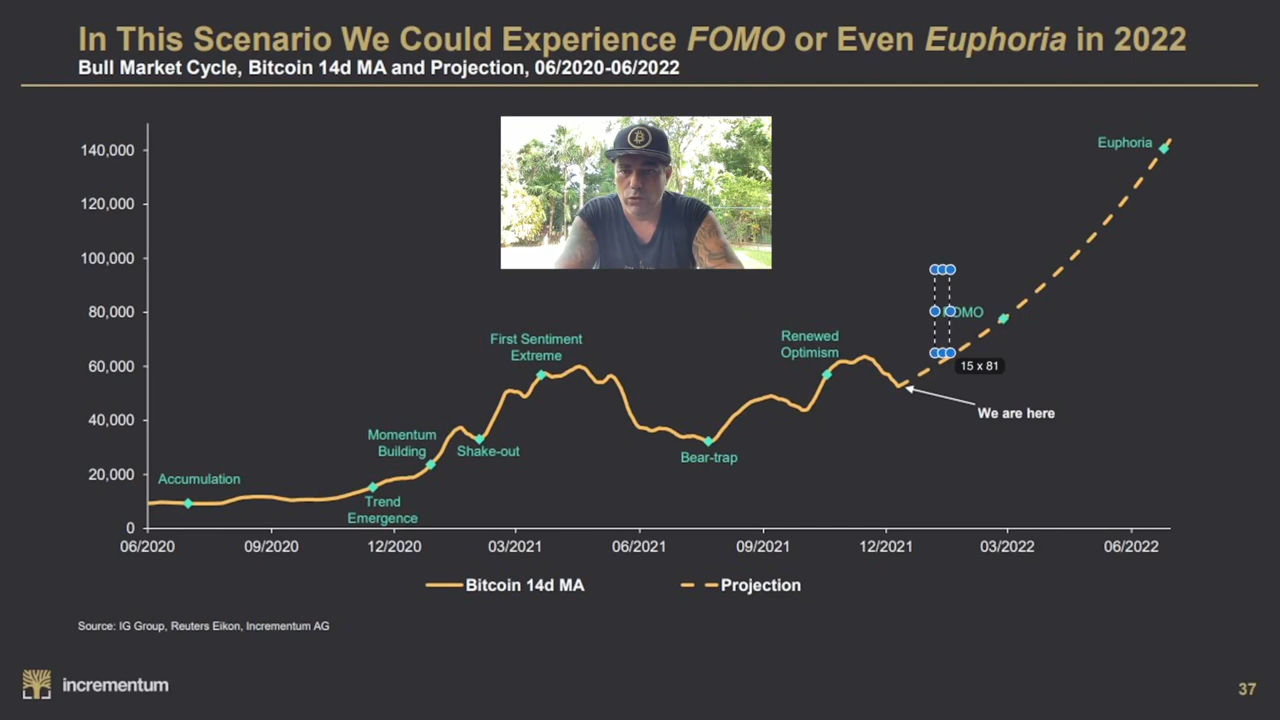 In This Scenario We Could Experience FOMO or Even Euphoria in 2022
Bull Market Cycle, Bitcoin 14d MA and Projection, 06/2020-06/2022
140,000
120,000
100,000
80,000
60,000
40,000
20,000
0
06/2020
09/2020
12/2020
03/2021
06/2021
09/2021
12/2021
03/2022
06/2022
Accumulation
Trend
Emergence
Momentum
Building
Shake-out
First Sentiment
Extreme
Bear-trap
Renewed
Optimism
FOMO
15 x 81
We are here
Euphoria
Bitcoin 14d MA
Projection
Source: IG Group, Reuters Eikon, Incrementum AG
incrementum
37